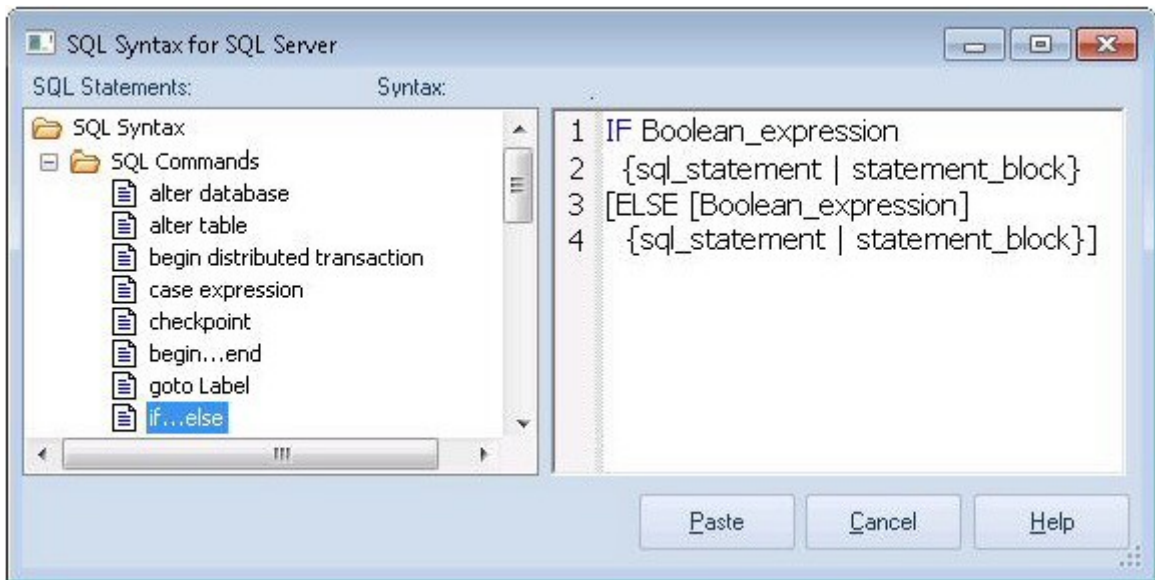 SQL Syntax for SQL Server
SQL Statements: Syntax:
SQL Syntax
SQL Commands
alter database
alter table
begin distributed transaction
case expression
checkpoint
begin...end
goto Label
if...else
1 IF Boolean_expression
2 {sql_statement | statement_block}
3 [ELSE [Boolean_expression]
4 {sql_statement | statement_block}]
Paste Cancel Help